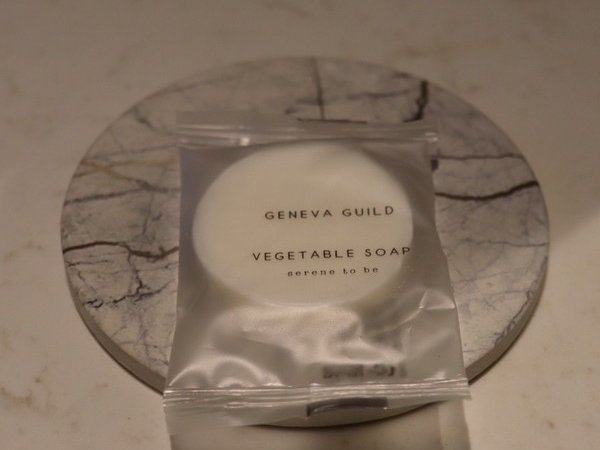 GENEVA GUILD
VEGETABLE SOAP
serene to be